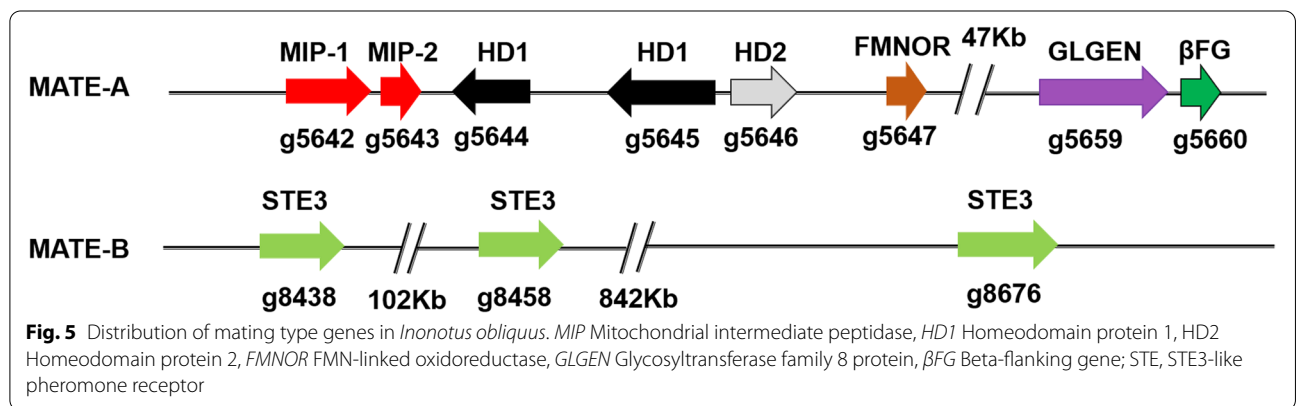 MIP-1 MIP-2 HD1 HD1 HD2 FMNOR 47Kb GLGEN βFG
MATE-A
g5642 g5643 g5644 g5645 g5646 g5647 g5659 g5660
STE3 STE3 STE3
MATE-B
g8438 102Kb g8458 842Kb g8676
Fig. 5 Distribution of mating type genes in Inonotus obliquus. MIP Mitochondrial intermediate peptidase, HD1 Homeodomain protein 1, HD2
Homeodomain protein 2, FMNOR FMN-linked oxidoreductase, GLGEN Glycosyltransferase family 8 protein, βFG Beta-flanking gene; STE, STE3-like
pheromone receptor